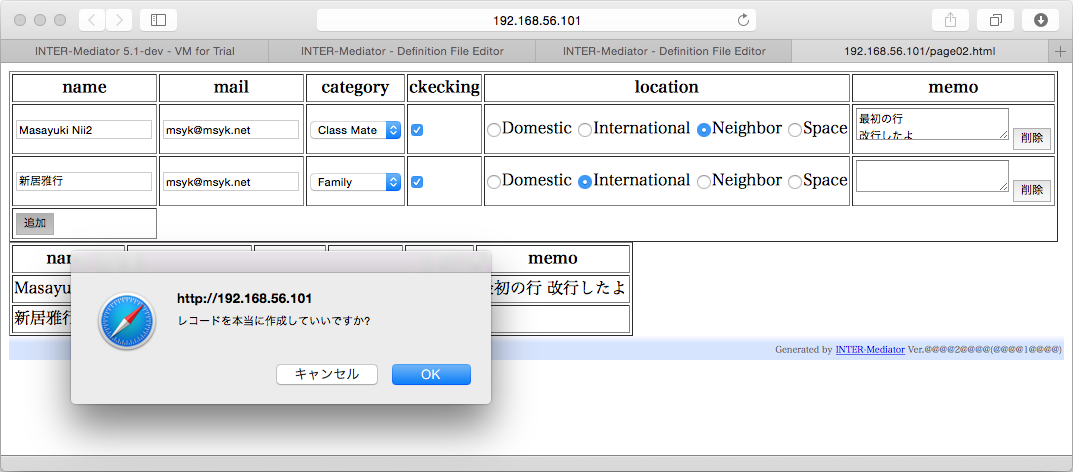 192.168.56.101
INTER-Mediator 5.1-dev - VM for Trial
INTER-Mediator - Definition File Editor
INTER-Mediator - Definition File Editor
192.168.56.101/page02.html
name mail category ckecking location memo
Masayuki Nii2 msyk@msyk.net Class Mate Domestic International Neighbor Space 最初の行
改行したよ 削除
新居雅行 msyk@msyk.net Family Domestic International Neighbor Space 削除
追加
memo
Masayu 初の行 改行したよ
新居雅行
http://192.168.56.101
レコードを本当に作成していいですか?
キャンセル OK
Generated by INTER-Mediator Ver.@@@@2@@@@(@@@@1@@@@)